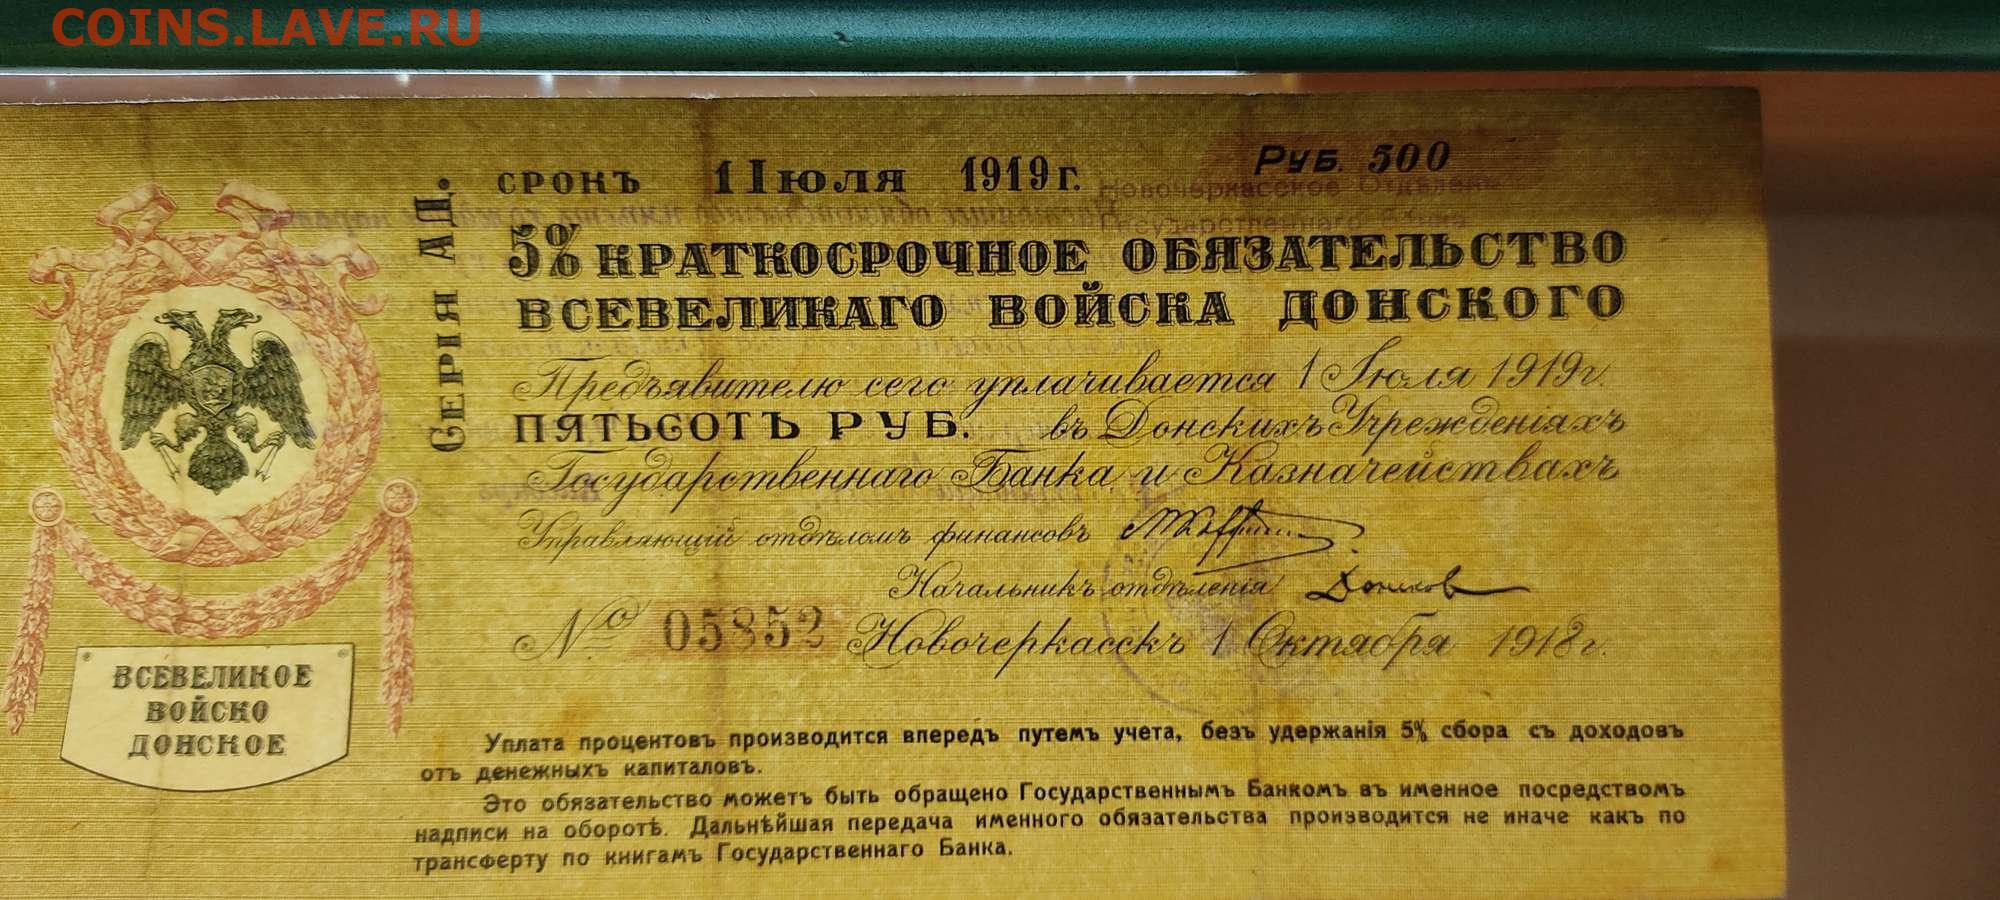 COINS.LAVE.RU
СРОКЪ 1 Іюля 1919 г. РУБ. 500
Новочеркасское Отделен
Государственнаго Банка
Серія АД.
5% КРАТКОСРОЧНОЕ ОБЯЗАТЕЛЬСТВО
ВСЕВЕЛИКАГО ВОЙСКА ДОНСКОГО
Предъявителю сего уплачивается 1 Іюля 1919 г.
ПЯТЬСОТЪ РУБ. въ Донскихъ Учрежденіяхъ
Государственнаго Банка и Казначействахъ
Управляющій отдѣломъ финансовъ
Начальникъ отдѣленія
№ 05852 Новочеркасскъ 1 Октября 1918 г.
ВСЕВЕЛИКОЕ
ВОЙСКО
ДОНСКОЕ
Уплата процентовъ производится впередъ путемъ учета, безъ удержанія 5% сбора съ доходовъ
отъ денежныхъ капиталовъ.
Это обязательство можетъ быть обращено Государственнымъ Банкомъ въ именное посредствомъ
надписи на оборотѣ. Дальнѣйшая передача именного обязательства производится не иначе какъ по
трансферту по книгамъ Государственнаго Банка.